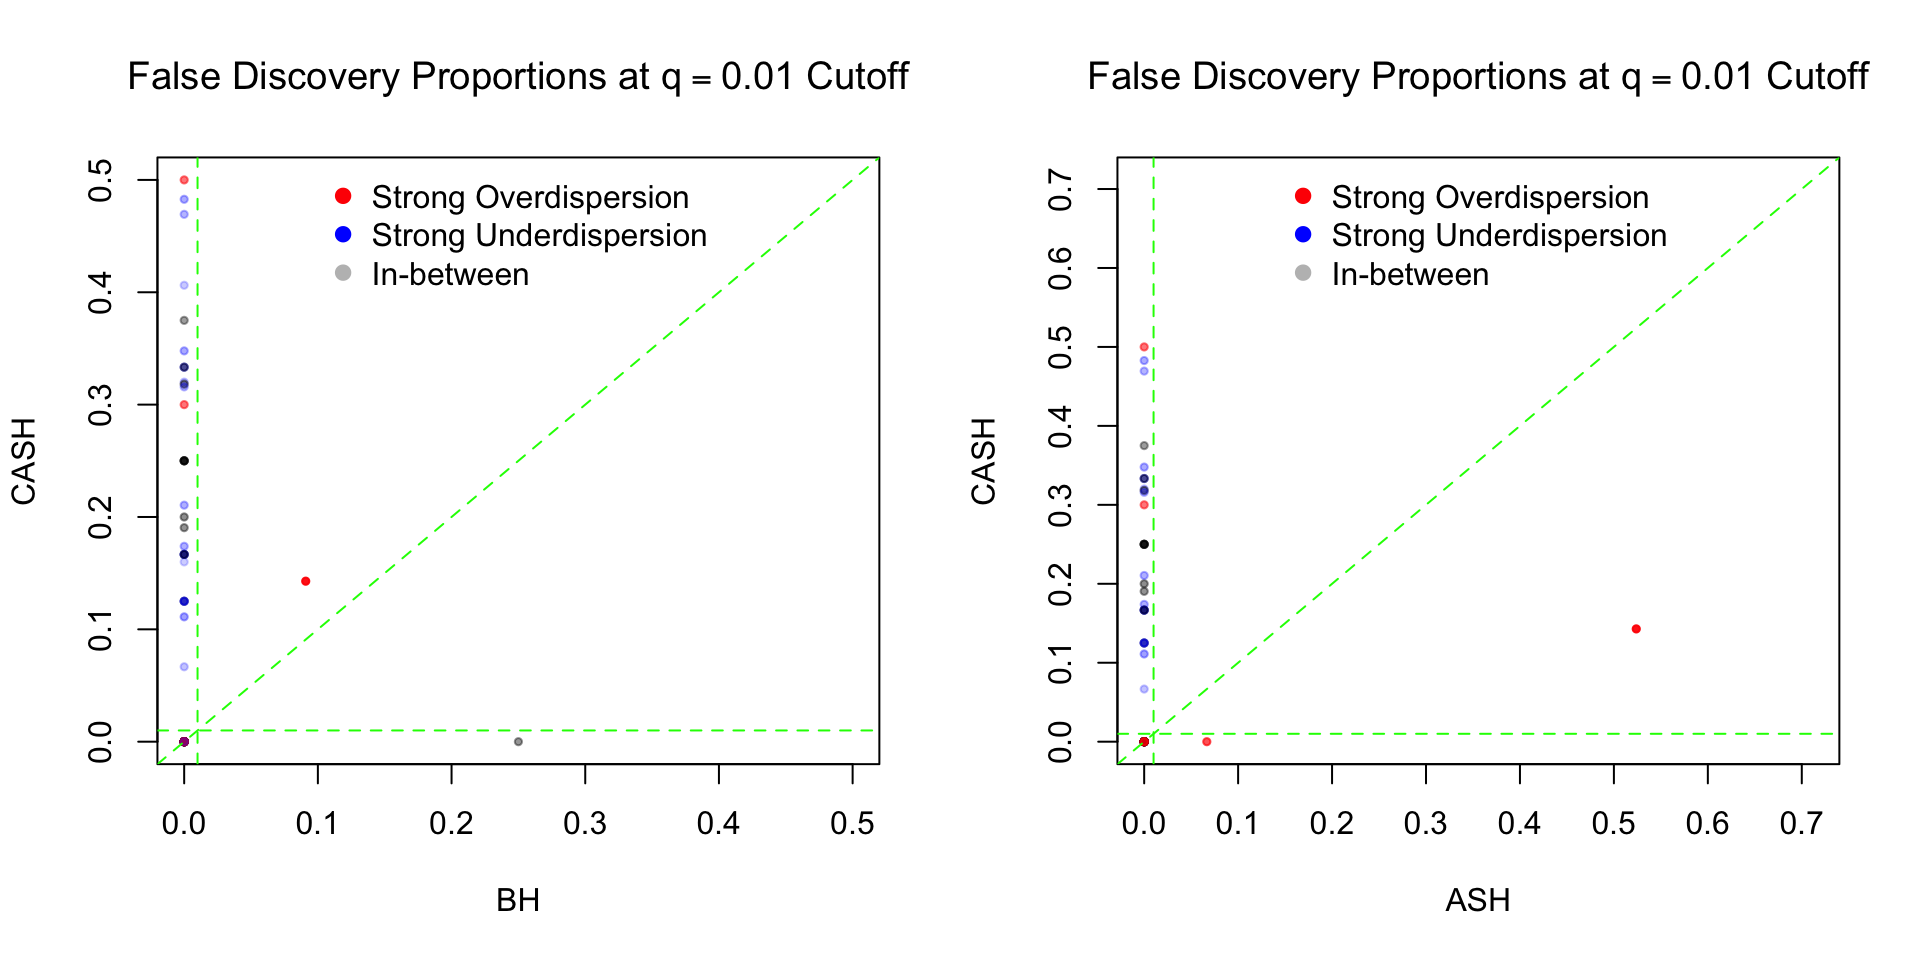 False Discovery Proportions at q = 0.01 Cutoff
CASH
0.5
0.4
0.3
0.2
0.1
0.0
Strong Overdispersion
Strong Underdispersion
In-between
0.0 0.1 0.2 0.3 0.4 0.5
BH
False Discovery Proportions at q = 0.01 Cutoff
CASH
0.7
0.6
0.5
0.4
0.3
0.2
0.1
0.0
Strong Overdispersion
Strong Underdispersion
In-between
0.0 0.1 0.2 0.3 0.4 0.5 0.6 0.7
ASH